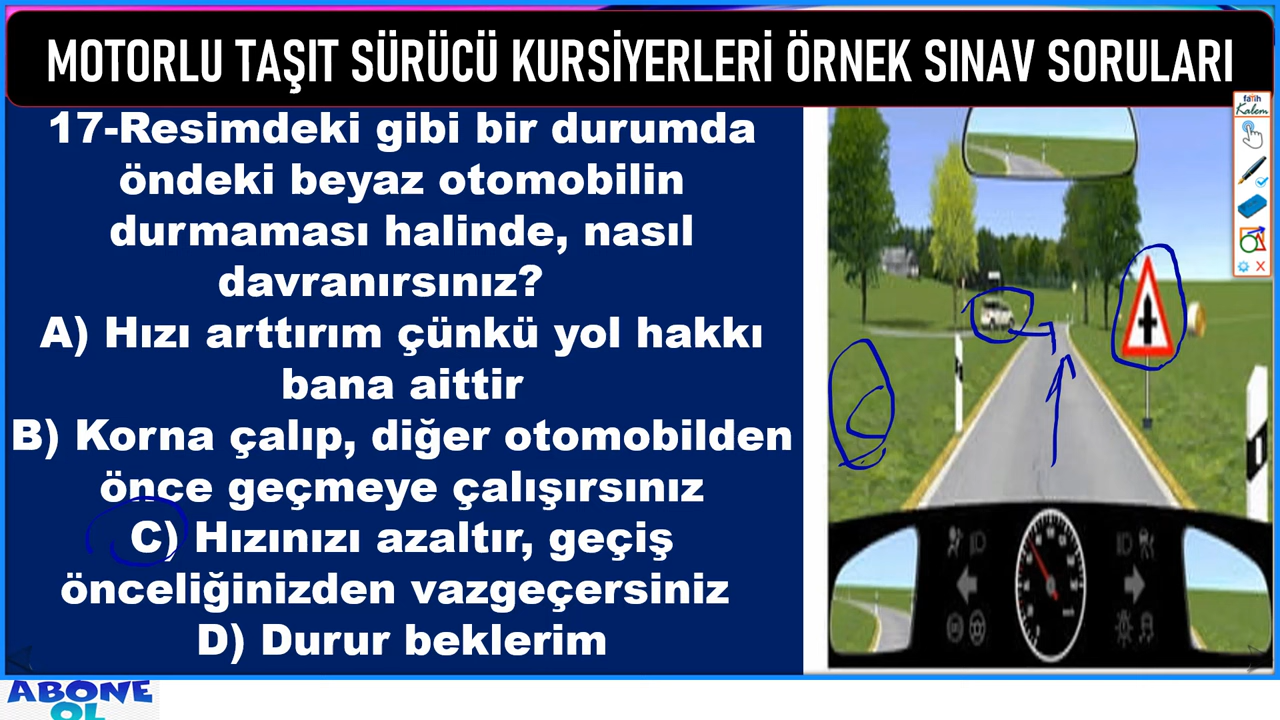 MOTORLU TAŞIT SÜRÜCÜ KURSİYERLERİ ÖRNEK SINAV SORULARI
17-Resimdeki gibi bir durumda
öndeki beyaz otomobilin
durmaması halinde, nasıl
davranırsınız?
A) Hızı arttırım çünkü yol hakkı
bana aittir
B) Korna çalıp, diğer otomobilden
önce geçmeye çalışırsınız
C) Hızınızı azaltır, geçiş
önceliğinizden vazgeçersiniz
D) Durur beklerim
fatih
Kalem
ABONE
OL